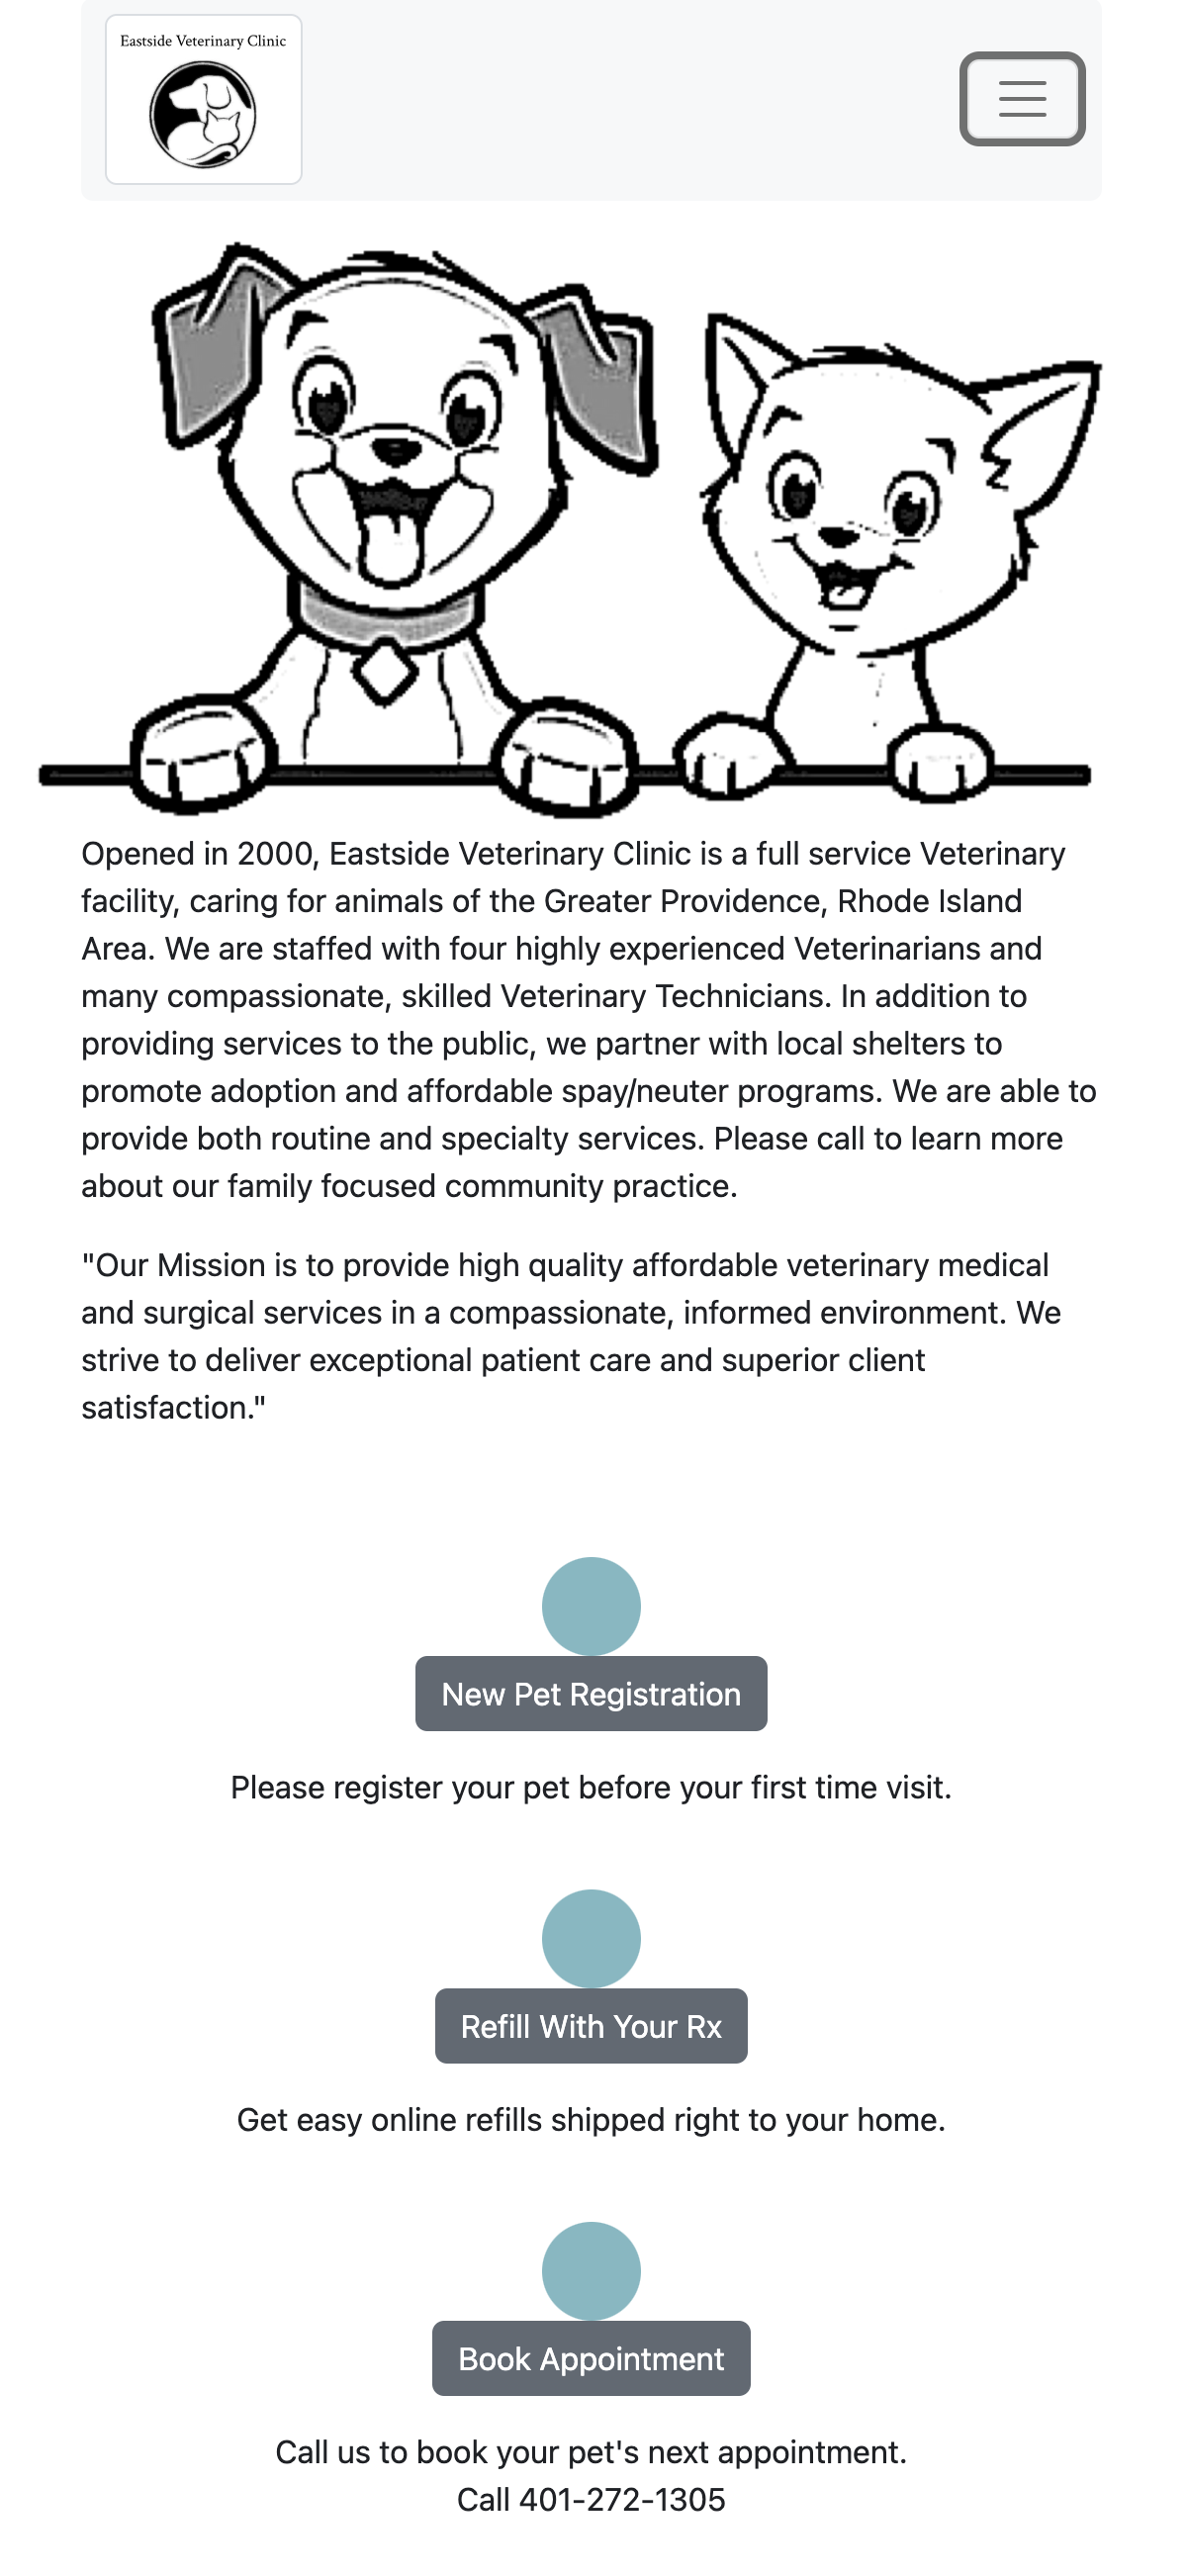 Eastside Veterinary Clinic
Opened in 2000, Eastside Veterinary Clinic is a full service Veterinary
facility, caring for animals of the Greater Providence, Rhode Island
Area. We are staffed with four highly experienced Veterinarians and
many compassionate, skilled Veterinary Technicians. In addition to
providing services to the public, we partner with local shelters to
promote adoption and affordable spay/neuter programs. We are able to
provide both routine and specialty services. Please call to learn more
about our family focused community practice.
"Our Mission is to provide high quality affordable veterinary medical
and surgical services in a compassionate, informed environment. We
strive to deliver exceptional patient care and superior client
satisfaction."
New Pet Registration
Please register your pet before your first time visit.
Refill With Your Rx
Get easy online refills shipped right to your home.
Book Appointment
Call us to book your pet's next appointment.
Call 401-272-1305